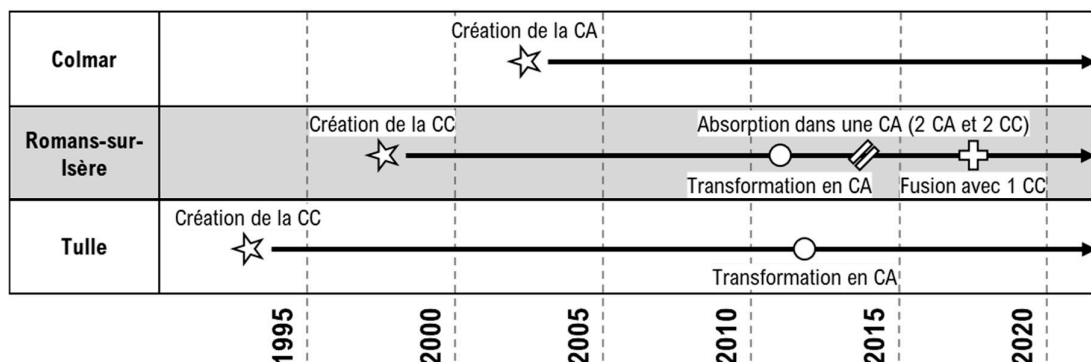 Création de la CA
Colmar
Création de la CC
Absorption dans une CA (2 CA et 2 CC)
Romans-sur-
Isère
Transformation en CA
Fusion avec 1 CC
Création de la CC
Tulle
Transformation en CA
1995
2000
2005
2010
2015
2020